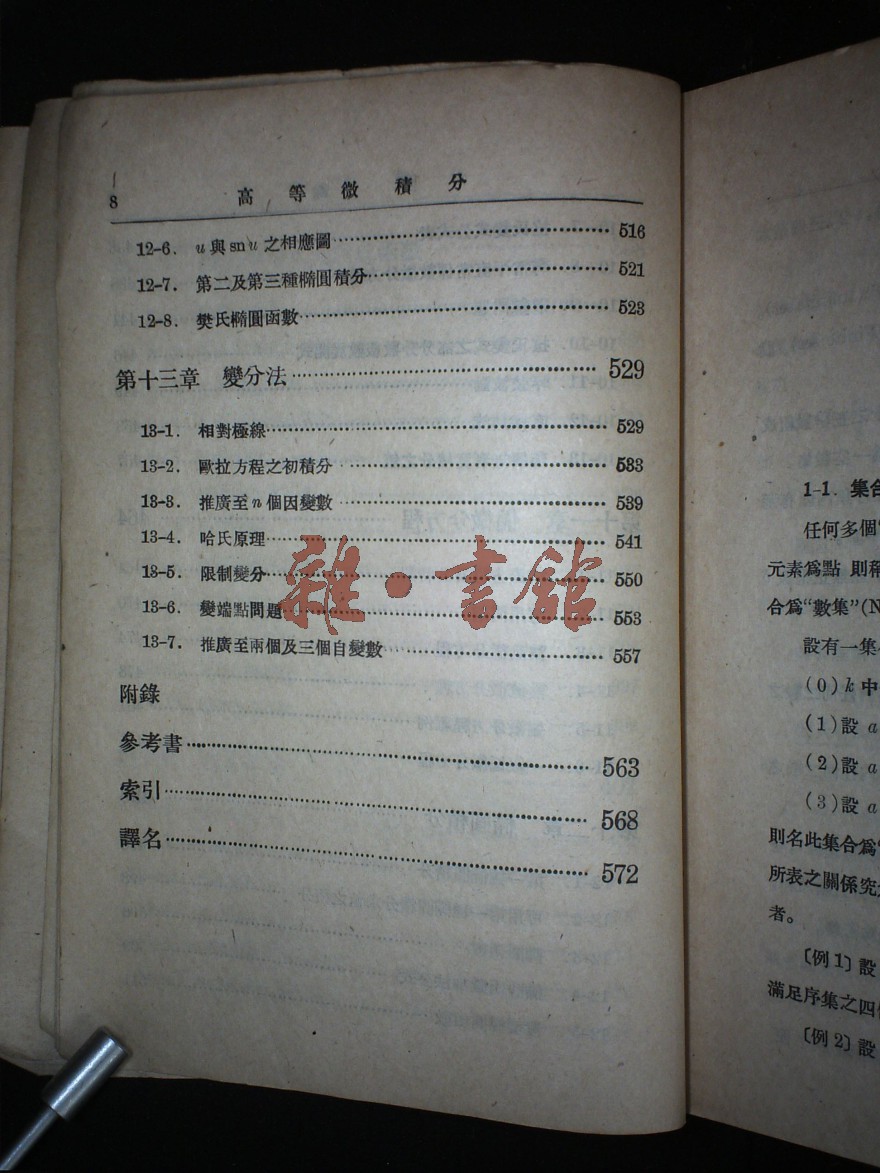 8 高等微積分
12-6. u與sn u之相應圖 516
12-7. 第二及第三種橢圓積分 521
12-8. 樊氏橢圓函數 523
第十三章 變分法 529
13-1. 相對極線 529
13-2. 歐拉方程之初積分 533
13-3. 推廣至n個因變數 539
13-4. 哈氏原理 541
13-5. 限制變分 550
13-6. 變端點問題 553
13-7. 推廣至兩個及三個自變數 557
附錄
參考書 563
索引 568
譯名 572
雜·書館
1-1. 集合
任何多個“
元素爲點 則稱
合爲“數集”(N
設有一集
(0)k中
(1)設 a
(2)設 a
(3)設 a
則名此集合爲“
所表之關係究
者。
〔例1〕設
滿足序集之四
〔例2〕設